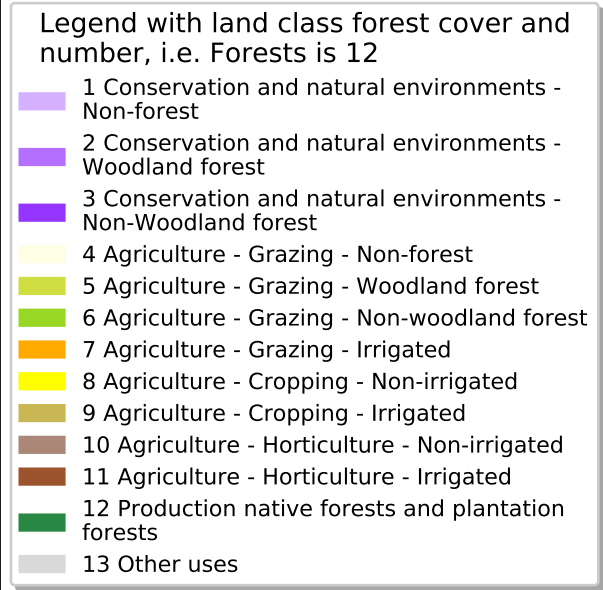 Legend with land class forest cover and
number, i.e. Forests is 12
1 Conservation and natural environments -
Non-forest
2 Conservation and natural environments -
Woodland forest
3 Conservation and natural environments -
Non-Woodland forest
4 Agriculture - Grazing - Non-forest
5 Agriculture - Grazing - Woodland forest
6 Agriculture - Grazing - Non-woodland forest
7 Agriculture - Grazing - Irrigated
8 Agriculture - Cropping - Non-irrigated
9 Agriculture - Cropping - Irrigated
10 Agriculture - Horticulture - Non-irrigated
11 Agriculture - Horticulture - Irrigated
12 Production native forests and plantation
forests
13 Other uses